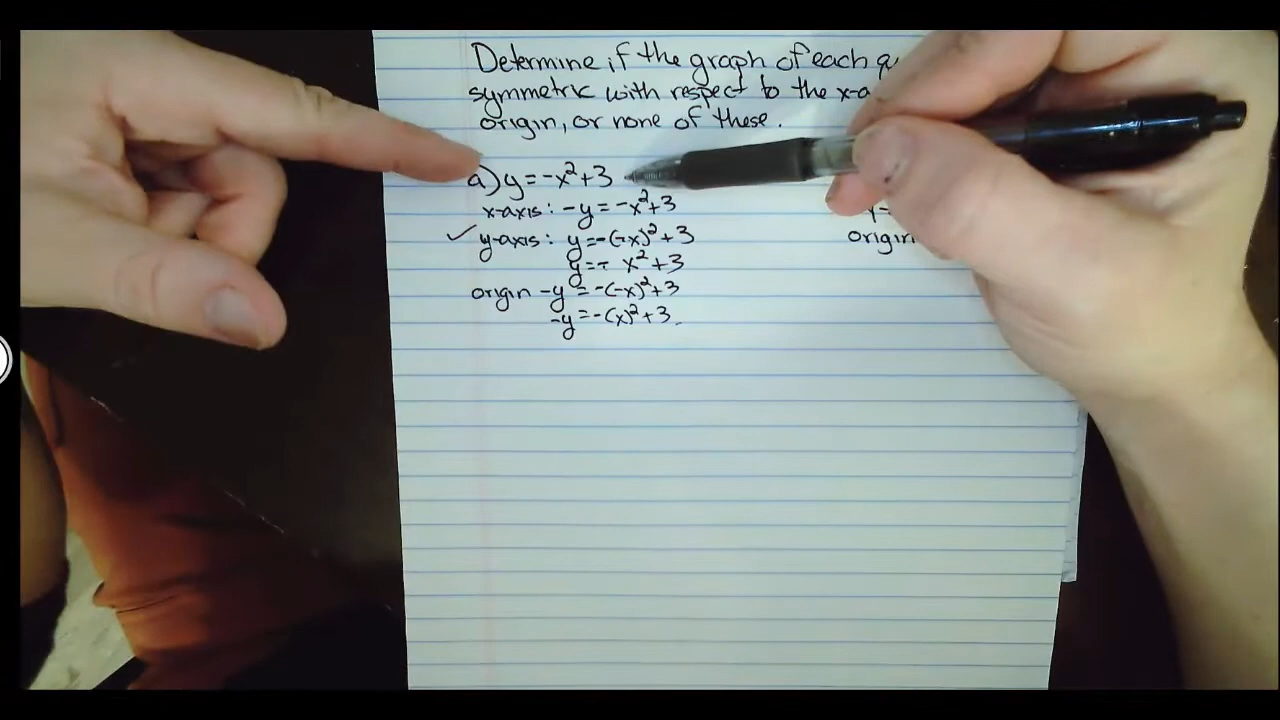 Determine if the graph of each
symmetric with respect to the
origin, or none of these.
a) y=-x²+3
x-axis: -y=-x²+3
✓ y-axis: y=-(-x)²+3
y=-x²+3
origin -y=-(-x)²+3
-y=-(x)²+3
origin